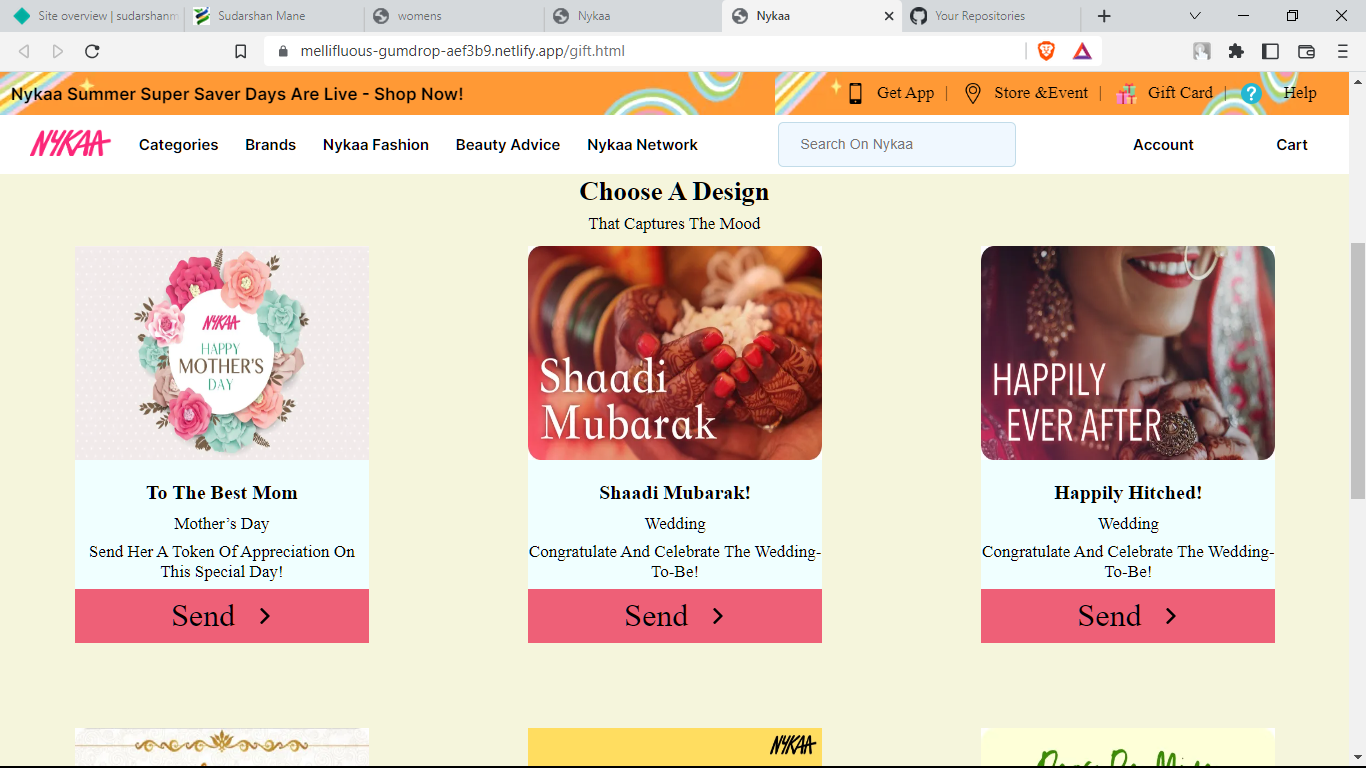 Site overview | sudarshanm
Sudarshan Mane
womens
Nykaa
Nykaa
Your Repositories
mellifluous-gumdrop-aef3b9.netlify.app/gift.html
Nykaa Summer Super Saver Days Are Live - Shop Now!
Get App |
Store &Event |
Gift Card |
Help
NYKAA
Categories
Brands
Nykaa Fashion
Beauty Advice
Nykaa Network
Search On Nykaa
Account
Cart
Choose A Design
That Captures The Mood
NYKAA
HAPPY
MOTHER'S
DAY
To The Best Mom
Mother’s Day
Send Her A Token Of Appreciation On
This Special Day!
Send
Shaadi
Mubarak
Shaadi Mubarak!
Wedding
Congratulate And Celebrate The Wedding-
To-Be!
Send
HAPPILY
EVER AFTER
Happily Hitched!
Wedding
Congratulate And Celebrate The Wedding-
To-Be!
Send
NYKAA